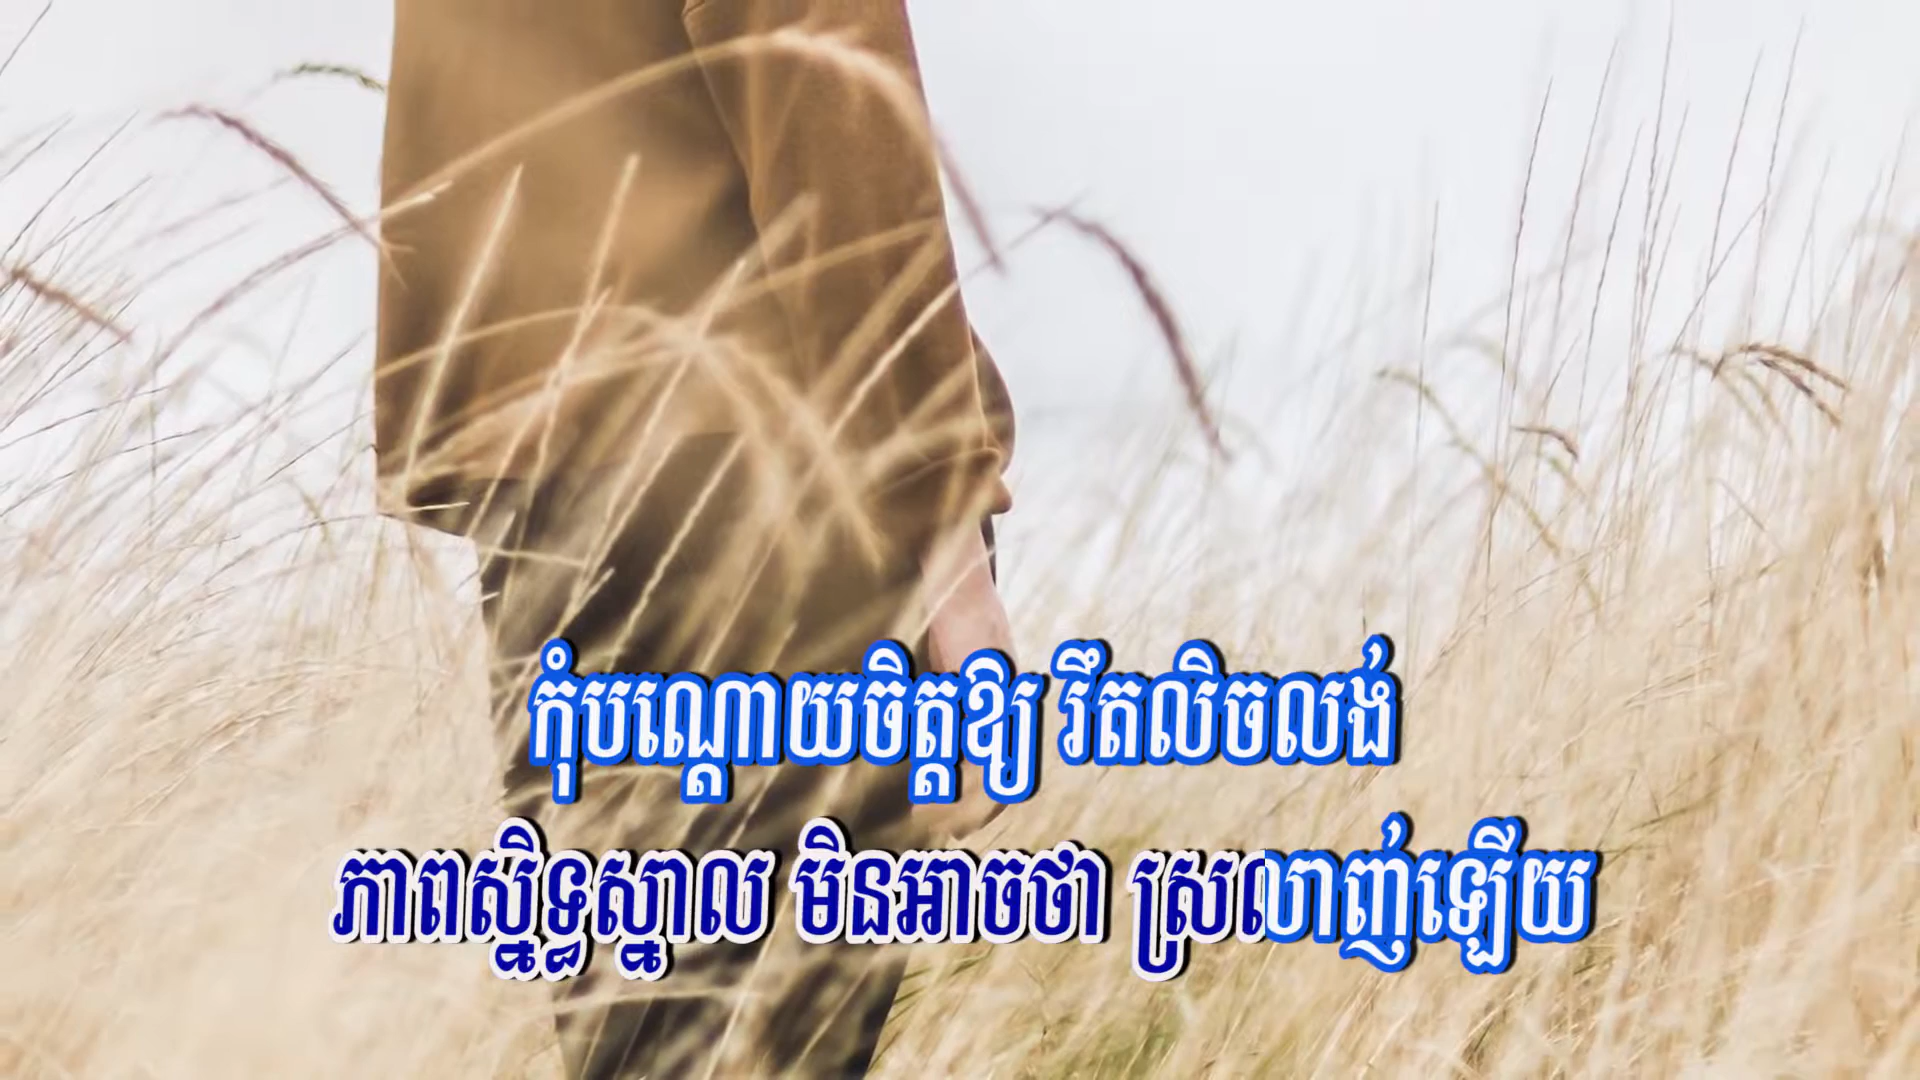 កុំបណ្ដោយចិត្តឱ្យ រឹតលិចលង់
ភាពស្និទ្ធស្នាល មិនអាចថា ស្រលាញ់ឡើយ